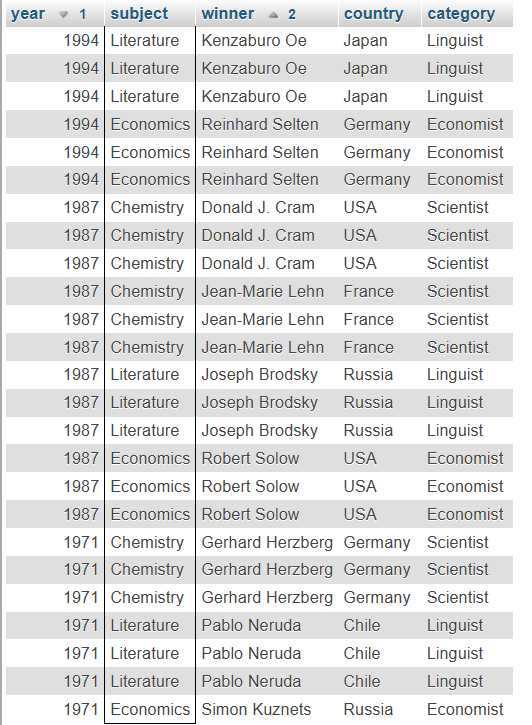 year 1 subject winner 2 country category
1994 Literature Kenzaburo Oe Japan Linguist
1994 Literature Kenzaburo Oe Japan Linguist
1994 Literature Kenzaburo Oe Japan Linguist
1994 Economics Reinhard Selten Germany Economist
1994 Economics Reinhard Selten Germany Economist
1994 Economics Reinhard Selten Germany Economist
1987 Chemistry Donald J. Cram USA Scientist
1987 Chemistry Donald J. Cram USA Scientist
1987 Chemistry Donald J. Cram USA Scientist
1987 Chemistry Jean-Marie Lehn France Scientist
1987 Chemistry Jean-Marie Lehn France Scientist
1987 Chemistry Jean-Marie Lehn France Scientist
1987 Literature Joseph Brodsky Russia Linguist
1987 Literature Joseph Brodsky Russia Linguist
1987 Literature Joseph Brodsky Russia Linguist
1987 Economics Robert Solow USA Economist
1987 Economics Robert Solow USA Economist
1987 Economics Robert Solow USA Economist
1971 Chemistry Gerhard Herzberg Germany Scientist
1971 Chemistry Gerhard Herzberg Germany Scientist
1971 Chemistry Gerhard Herzberg Germany Scientist
1971 Literature Pablo Neruda Chile Linguist
1971 Literature Pablo Neruda Chile Linguist
1971 Literature Pablo Neruda Chile Linguist
1971 Economics Simon Kuznets Russia Economist